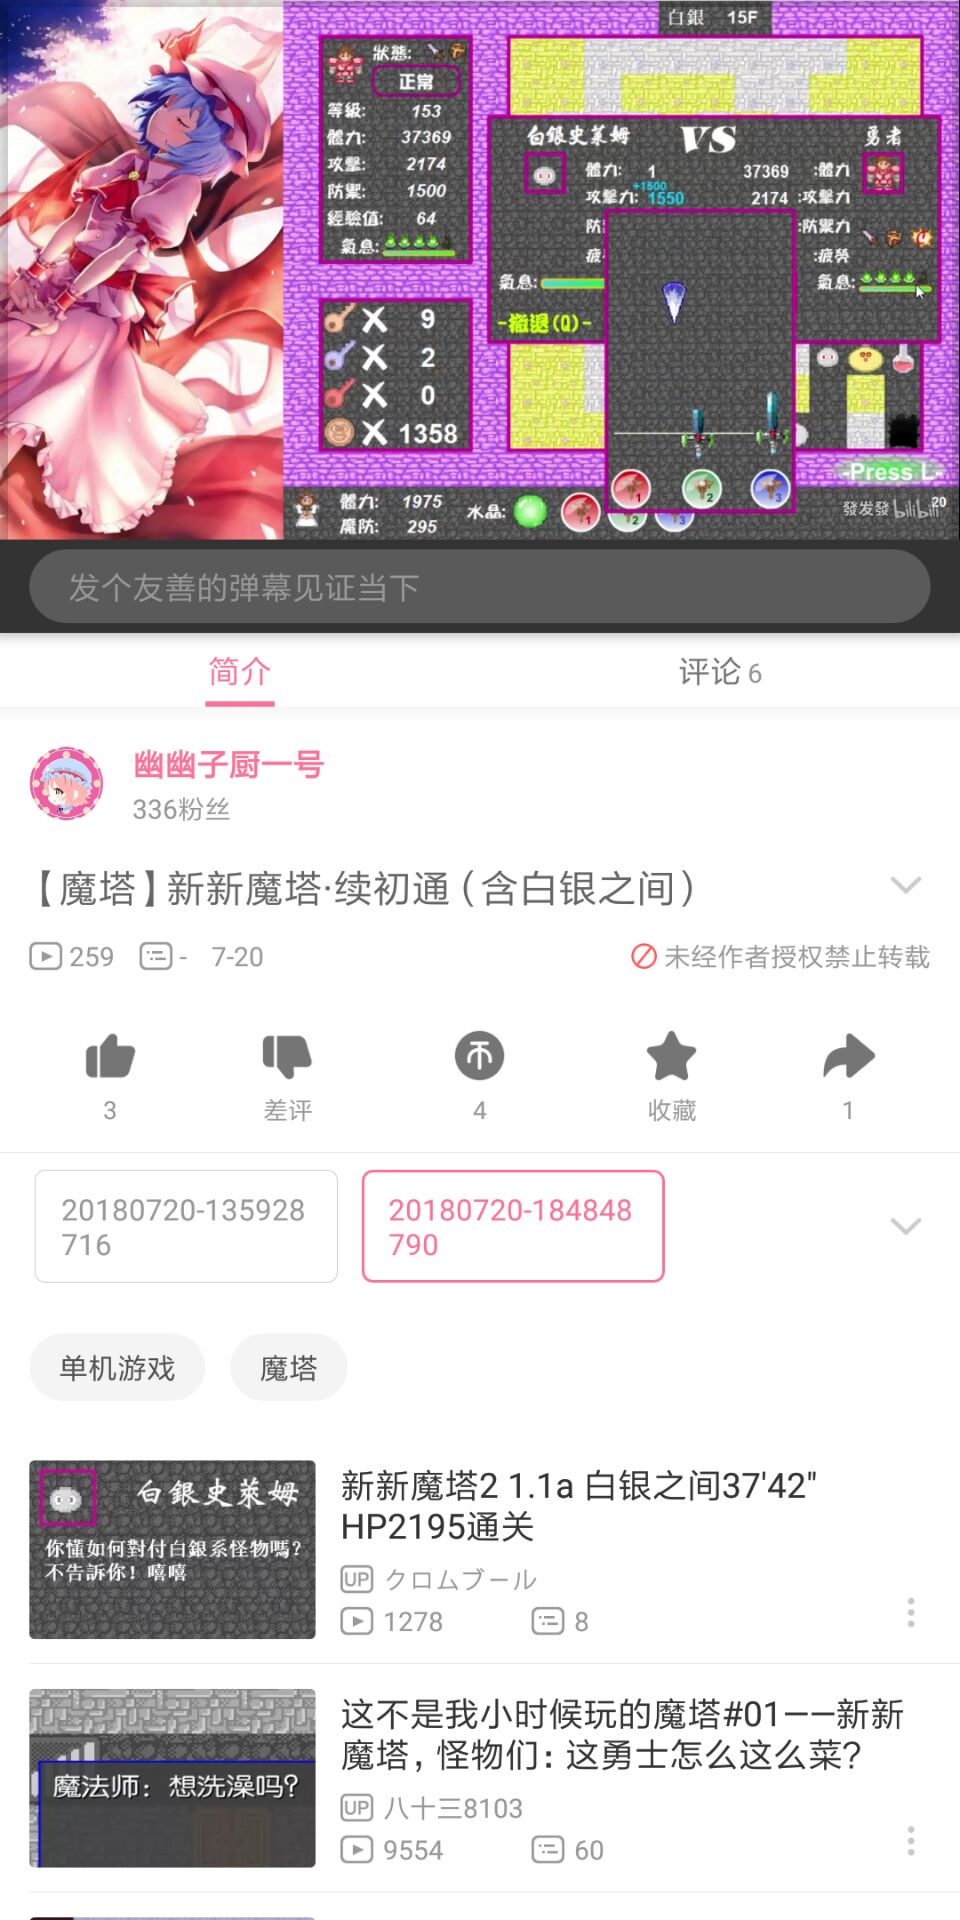 白銀 15F
狀態:
正常
等級: 153
體力: 37369
攻擊: 2174
防禦: 1500
經驗值: 64
氣息:
9
2
0
1358
體力: 1975
魔防: 295
水晶:
1
2
3
白銀史萊姆 VS 勇者
體力: 1
37369 :體力
+1500
攻擊力: 1550
2174 :攻擊力
防
:防禦力
疲
:疲勞
氣息:
氣息:
-撤退(Q)-
1
2
3
-Press L-
發发發 bilibili
20
发个友善的弹幕见证当下
简介
评论 6
幽幽子厨一号
336粉丝
【魔塔】新新魔塔·续初通（含白银之间）
259 - 7-20
未经作者授权禁止转载
3
差评
4
收藏
1
20180720-135928
716
20180720-184848
790
单机游戏
魔塔
白銀史萊姆
你懂如何對付白銀系怪物嗎?
不告訴你! 嘻嘻
新新魔塔2 1.1a 白银之间37'42"
HP2195通关
UP クロムブール
1278 8
魔法师：想洗澡吗?
这不是我小时候玩的魔塔#01——新新
魔塔，怪物们：这勇士怎么这么菜?
UP 八十三8103
9554 60